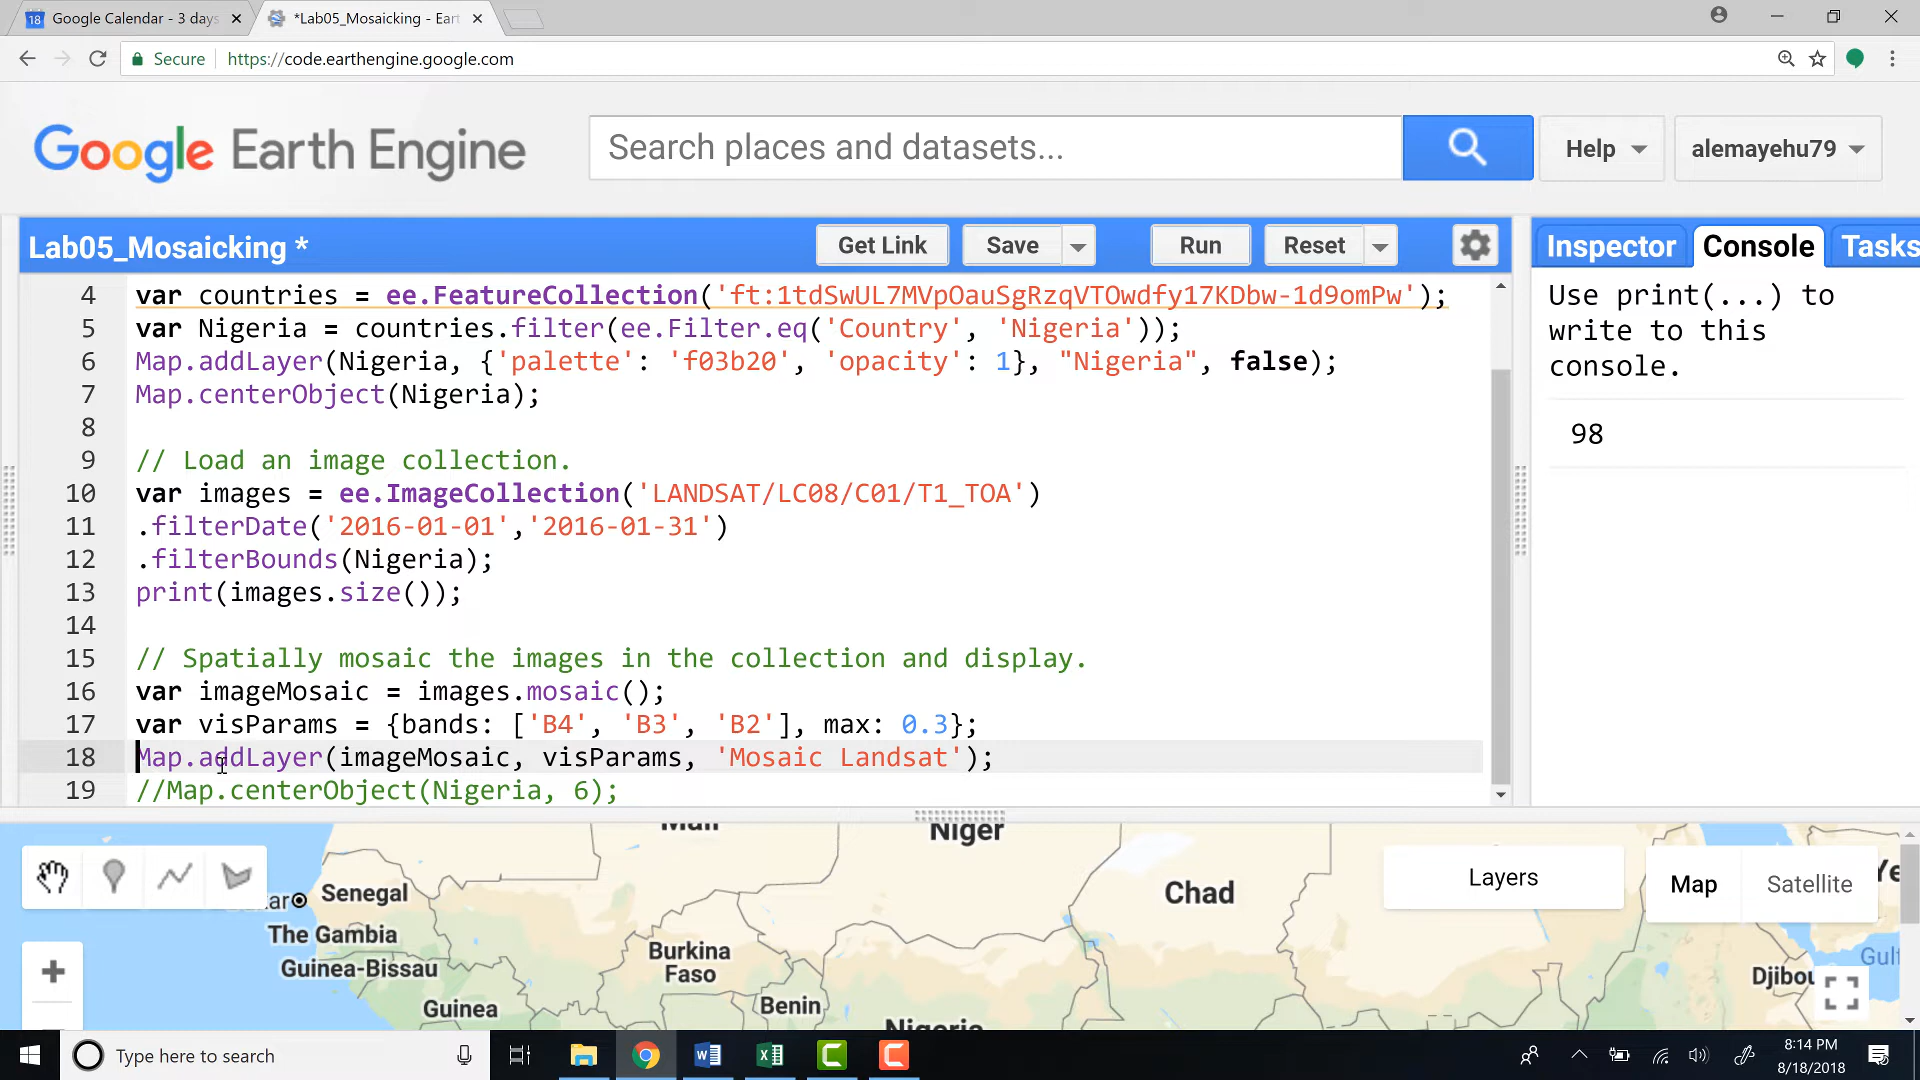 18 Google Calendar - 3 days
*Lab05_Mosaicking - Eart
Secure https://code.earthengine.google.com
Google Earth Engine
Search places and datasets...
Help
alemayehu79
Lab05_Mosaicking *
Get Link
Save
Run
Reset
Inspector
Console
Tasks
4 var countries = ee.FeatureCollection('ft:1tdSwUL7MVpOauSgRzqVTOwdfy17KDbw-1d9omPw');
5 var Nigeria = countries.filter(ee.Filter.eq('Country', 'Nigeria'));
6 Map.addLayer(Nigeria, {'palette': 'f03b20', 'opacity': 1}, "Nigeria", false);
7 Map.centerObject(Nigeria);
8
9 // Load an image collection.
10 var images = ee.ImageCollection('LANDSAT/LC08/C01/T1_TOA')
11 .filterDate('2016-01-01','2016-01-31')
12 .filterBounds(Nigeria);
13 print(images.size());
14
15 // Spatially mosaic the images in the collection and display.
16 var imageMosaic = images.mosaic();
17 var visParams = {bands: ['B4', 'B3', 'B2'], max: 0.3};
18 Map.addLayer(imageMosaic, visParams, 'Mosaic Landsat');
19 //Map.centerObject(Nigeria, 6);
Use print(...) to
write to this
console.
98
Mali
Niger
Chad
Senegal
The Gambia
Guinea-Bissau
Guinea
Burkina
Faso
Benin
Nigeria
Layers
Map
Satellite
Ye
Gulf
Djibou
Type here to search
8:14 PM
8/18/2018